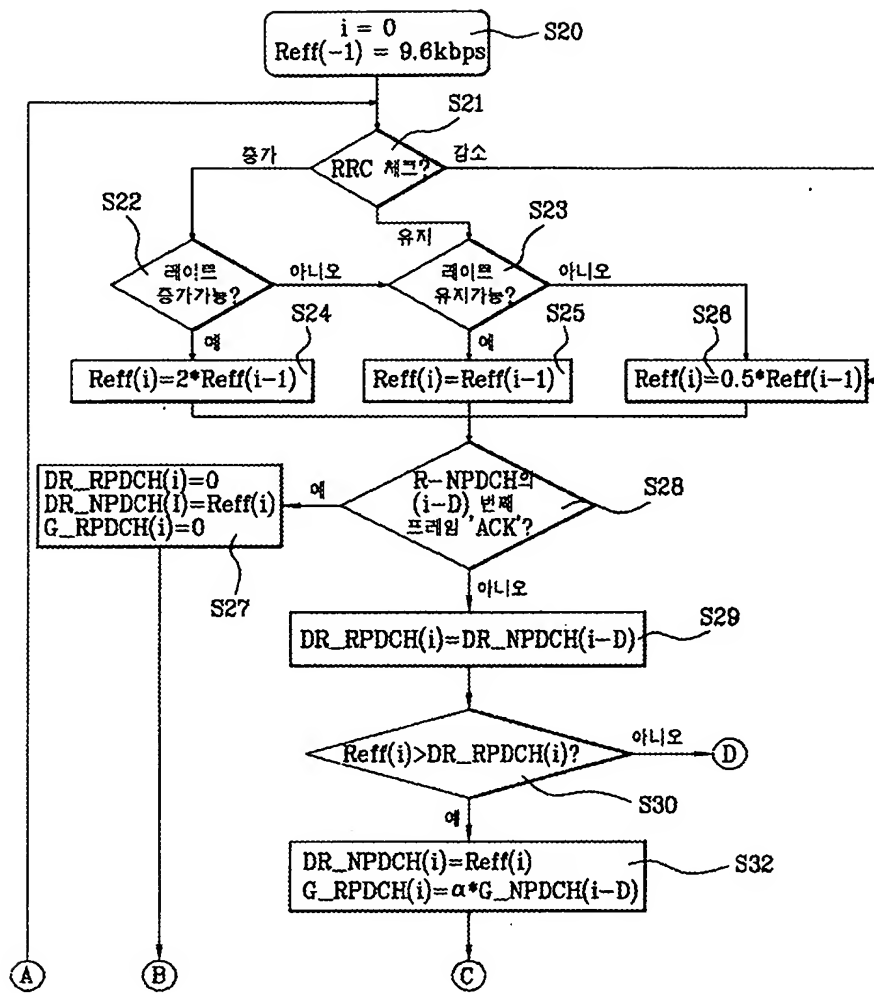 i = 0
Reff(-1) = 9.6kbps
S20
S21
RRC 체크?
증가
감소
유지
S22
S23
레이트
증가가능?
아니오
레이트
유지가능?
아니오
예
S24
예
S25
S26
Reff(i)=2*Reff(i-1)
Reff(i)=Reff(i-1)
Reff(i)=0.5*Reff(i-1)
DR_RPDCH(i)=0
DR_NPDCH(i)=Reff(i)
G_RPDCH(i)=0
S27
예
R-NPDCH의
(i-D) 번째
프레임 'ACK'?
S28
아니오
DR_RPDCH(i)=DR_NPDCH(i-D)
S29
Reff(i)>DR_RPDCH(i)?
아니오
D
S30
예
DR_NPDCH(i)=Reff(i)
G_RPDCH(i)=α*G_NPDCH(i-D)
S32
A
B
C